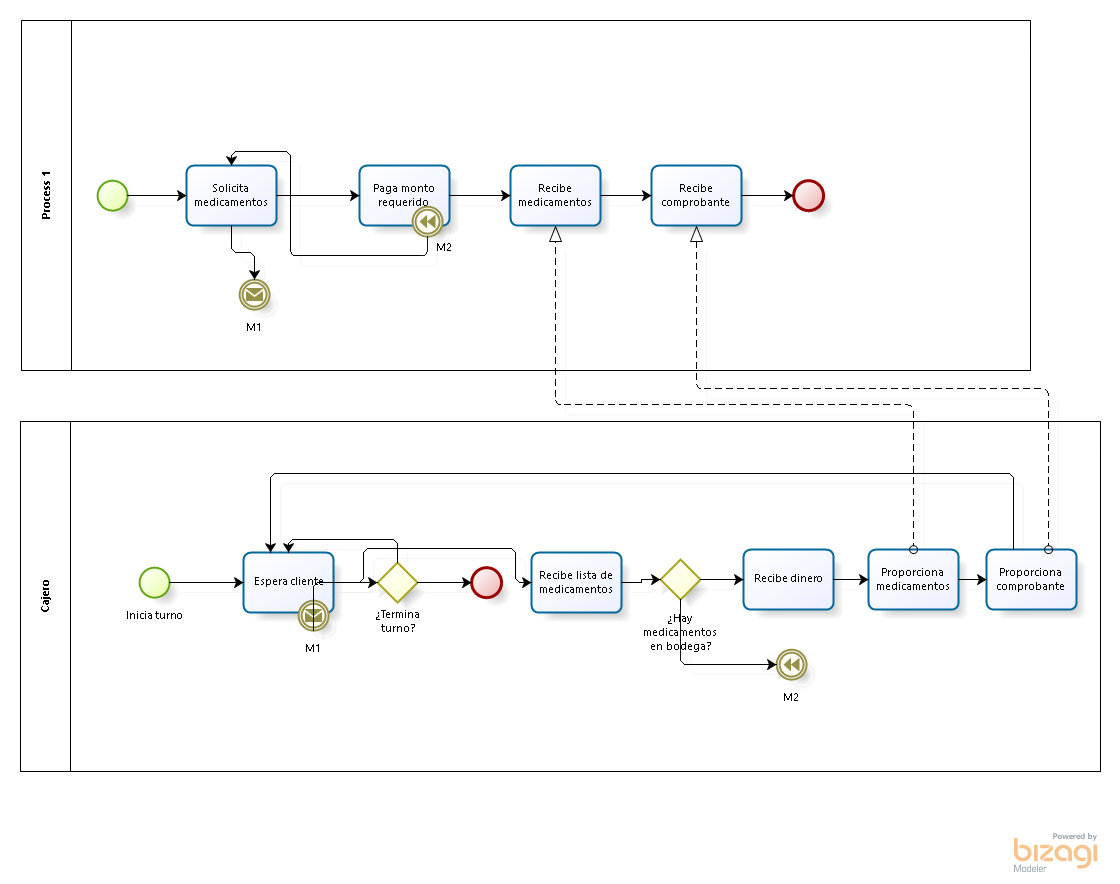 Process 1
Solicita
medicamentos
Paga monto
requerido
Recibe
medicamentos
Recibe
comprobante
M2
M1
Cajero
Inicia turno
Espera cliente
M1
¿Termina
turno?
Recibe lista de
medicamentos
¿Hay
medicamentos
en bodega?
Recibe dinero
Proporciona
medicamentos
Proporciona
comprobante
M2
Powered by
bizagi
Modeler